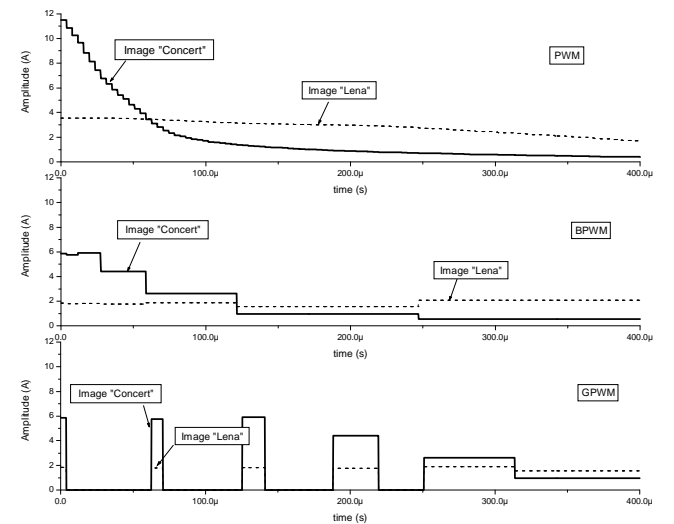 12
10
8
6
4
2
0
Amplitude (A)
Image "Concert"
Image "Lena"
PWM
0.0
100.0µ
200.0µ
300.0µ
400.0µ
time (s)
12
10
8
6
4
2
0
Amplitude (A)
Image "Concert"
Image "Lena"
BPWM
0.0
100.0µ
200.0µ
300.0µ
400.0µ
time (s)
12
10
8
6
4
2
0
Amplitude (A)
Image "Concert"
Image "Lena"
GPWM
0.0
100.0µ
200.0µ
300.0µ
400.0µ
time (s)